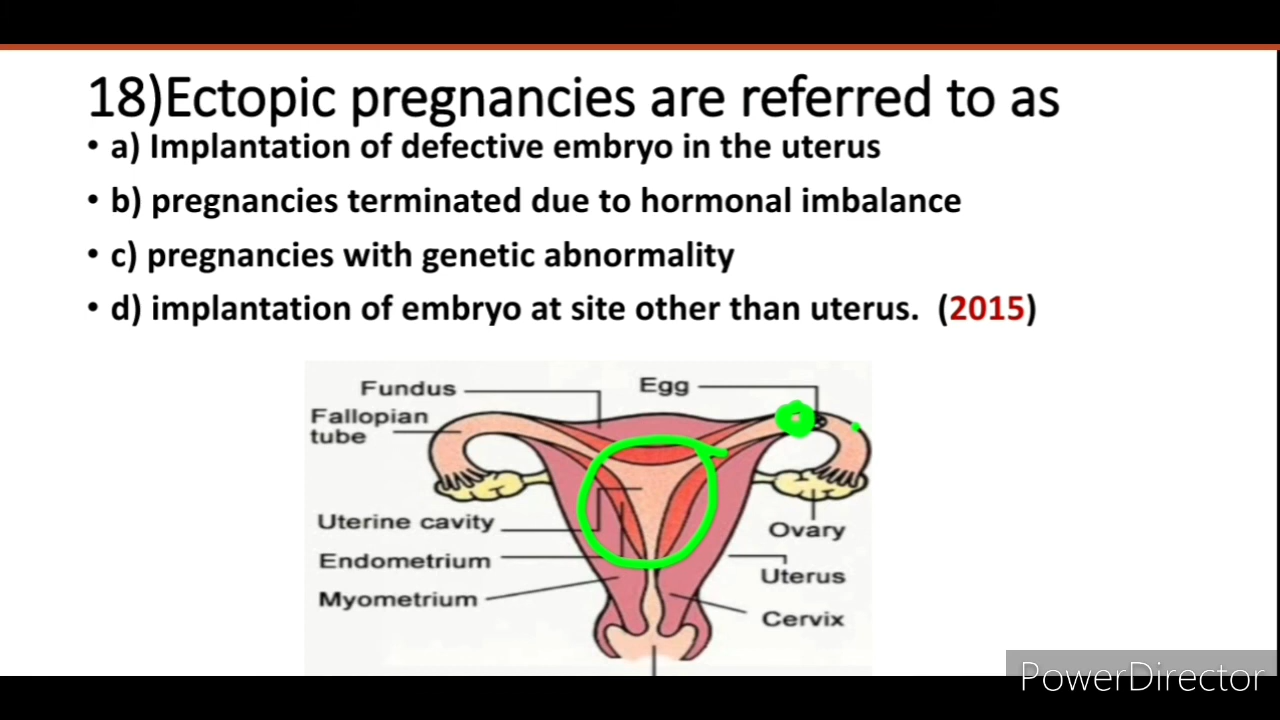 18)Ectopic pregnancies are referred to as
• a) Implantation of defective embryo in the uterus
• b) pregnancies terminated due to hormonal imbalance
• c) pregnancies with genetic abnormality
• d) implantation of embryo at site other than uterus. (2015)
Fundus
Egg
Fallopian
tube
Uterine cavity
Ovary
Endometrium
Uterus
Myometrium
Cervix
PowerDirector